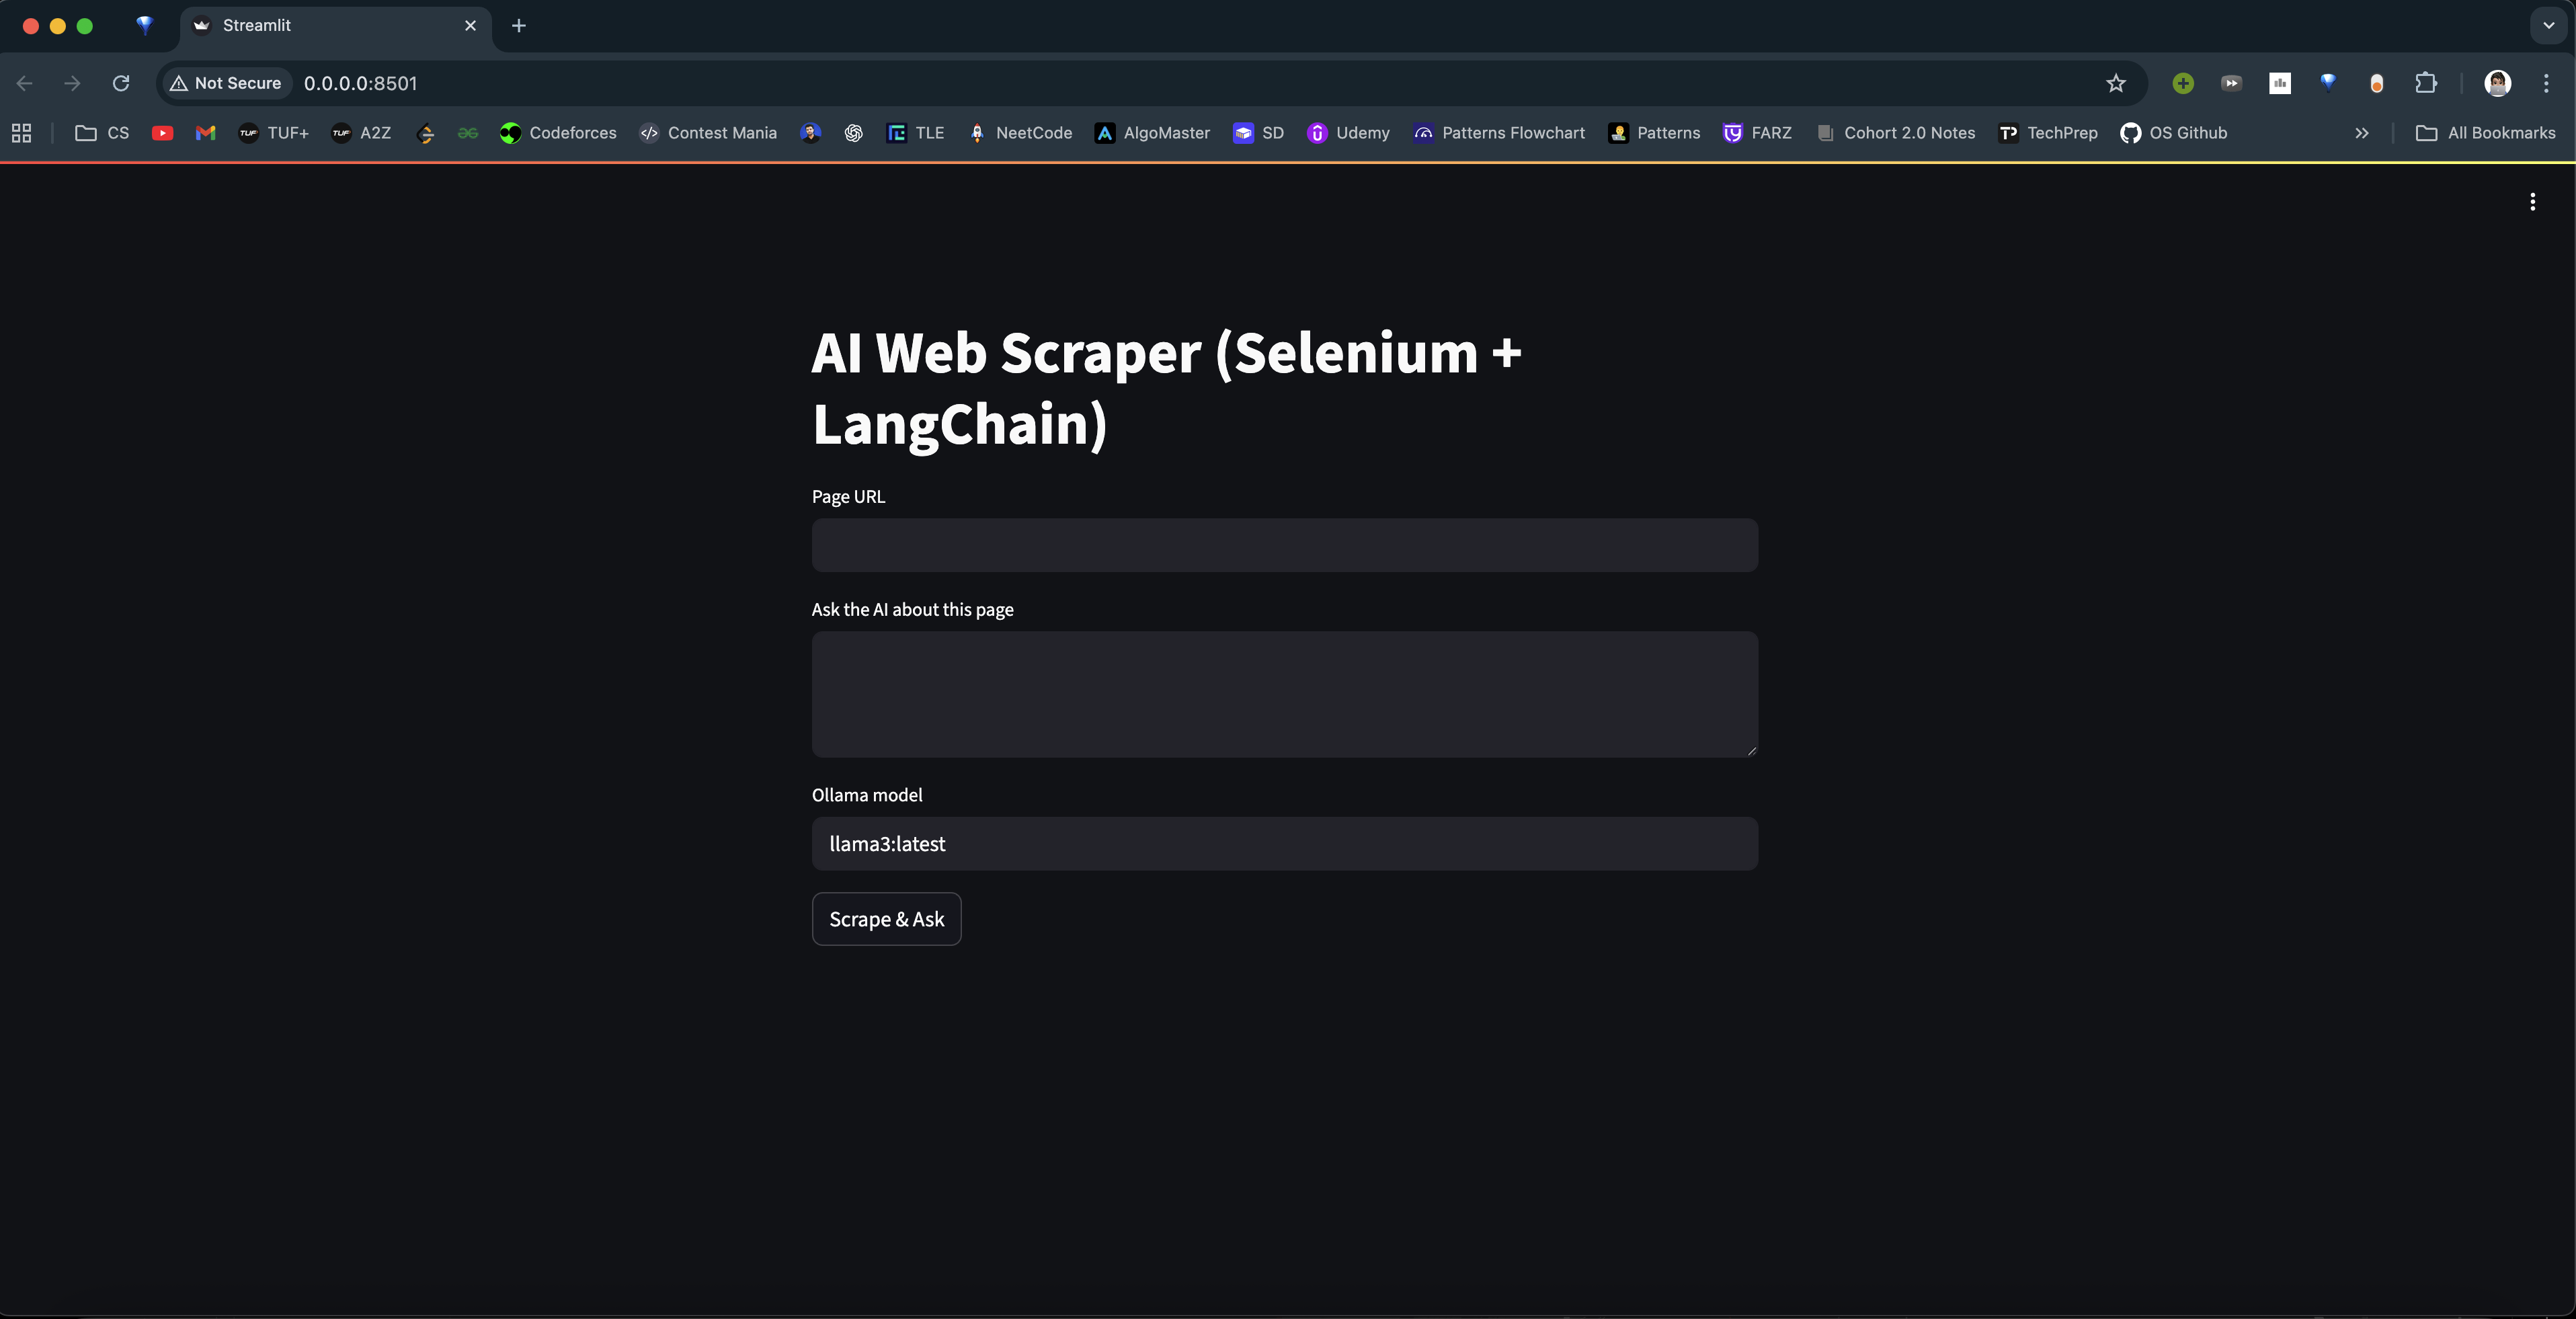 Streamlit
Not Secure 0.0.0.0:8501
CS TUF TUF+ TUF A2Z Codeforces Contest Mania TLE NeetCode AlgoMaster SD Udemy Patterns Flowchart Patterns FARZ Cohort 2.0 Notes TechPrep OS Github All Bookmarks
AI Web Scraper (Selenium +
LangChain)
Page URL
Ask the AI about this page
Ollama model
llama3:latest
Scrape & Ask